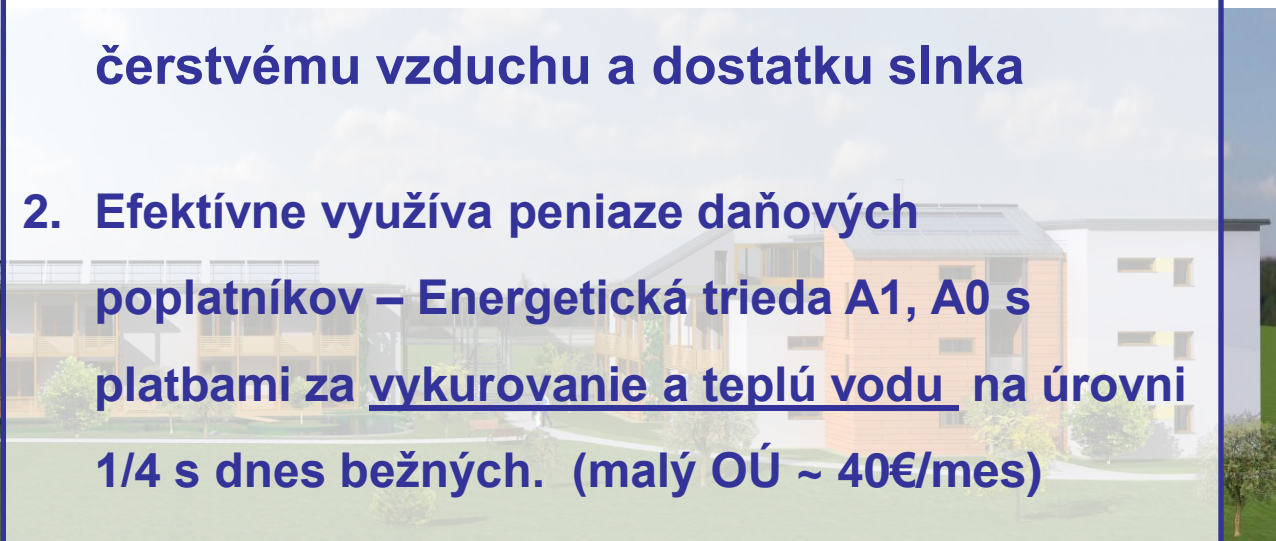 čerstvému vzduchu a dostatku slnka
2. Efektívne využíva peniaze daňových
poplatníkov – Energetická trieda A1, A0 s
platbami za vykurovanie a teplú vodu na úrovni
1/4 s dnes bežných. (malý OÚ ~ 40€/mes)